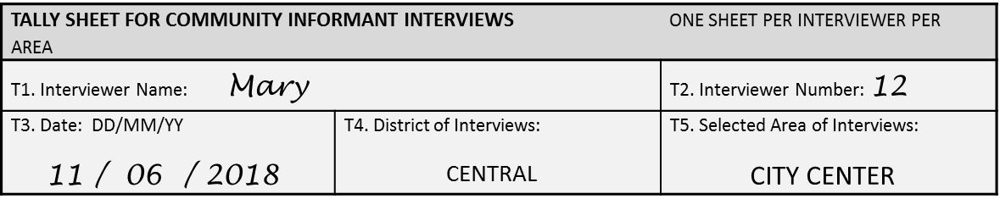 TALLY SHEET FOR COMMUNITY INFORMANT INTERVIEWS ONE SHEET PER INTERVIEWER PER
AREA
T1. Interviewer Name: Mary
T2. Interviewer Number: 12
T3. Date: DD/MM/YY
11 / 06 / 2018
T4. District of Interviews:
CENTRAL
T5. Selected Area of Interviews:
CITY CENTER